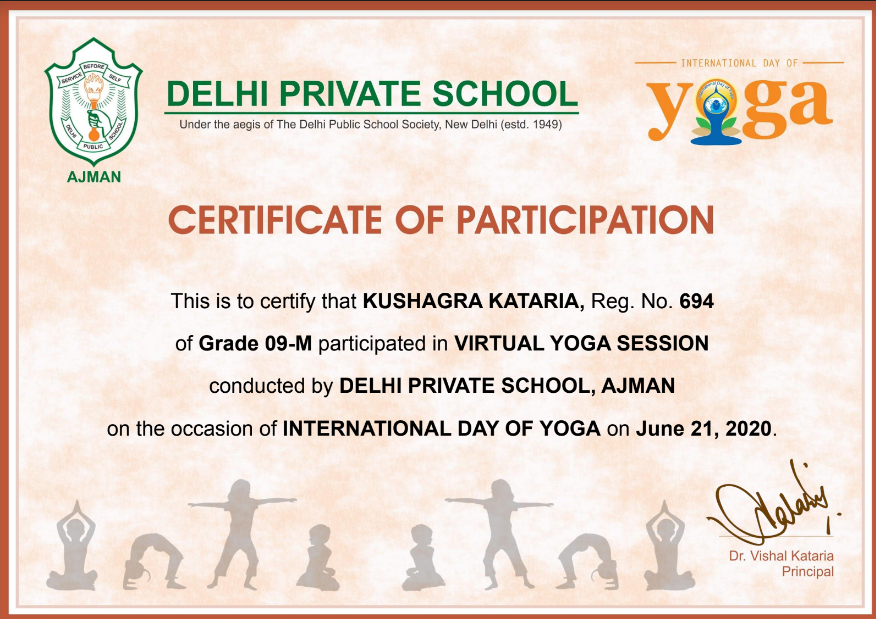 SERVICE BEFORE SELF
DELHI PUBLIC SCHOOL
AJMAN
DELHI PRIVATE SCHOOL
Under the aegis of The Delhi Public School Society, New Delhi (estd. 1949)
INTERNATIONAL DAY OF
yoga
CERTIFICATE OF PARTICIPATION
This is to certify that KUSHAGRA KATARIA, Reg. No. 694
of Grade 09-M participated in VIRTUAL YOGA SESSION
conducted by DELHI PRIVATE SCHOOL, AJMAN
on the occasion of INTERNATIONAL DAY OF YOGA on June 21, 2020.
Dr. Vishal Kataria
Principal